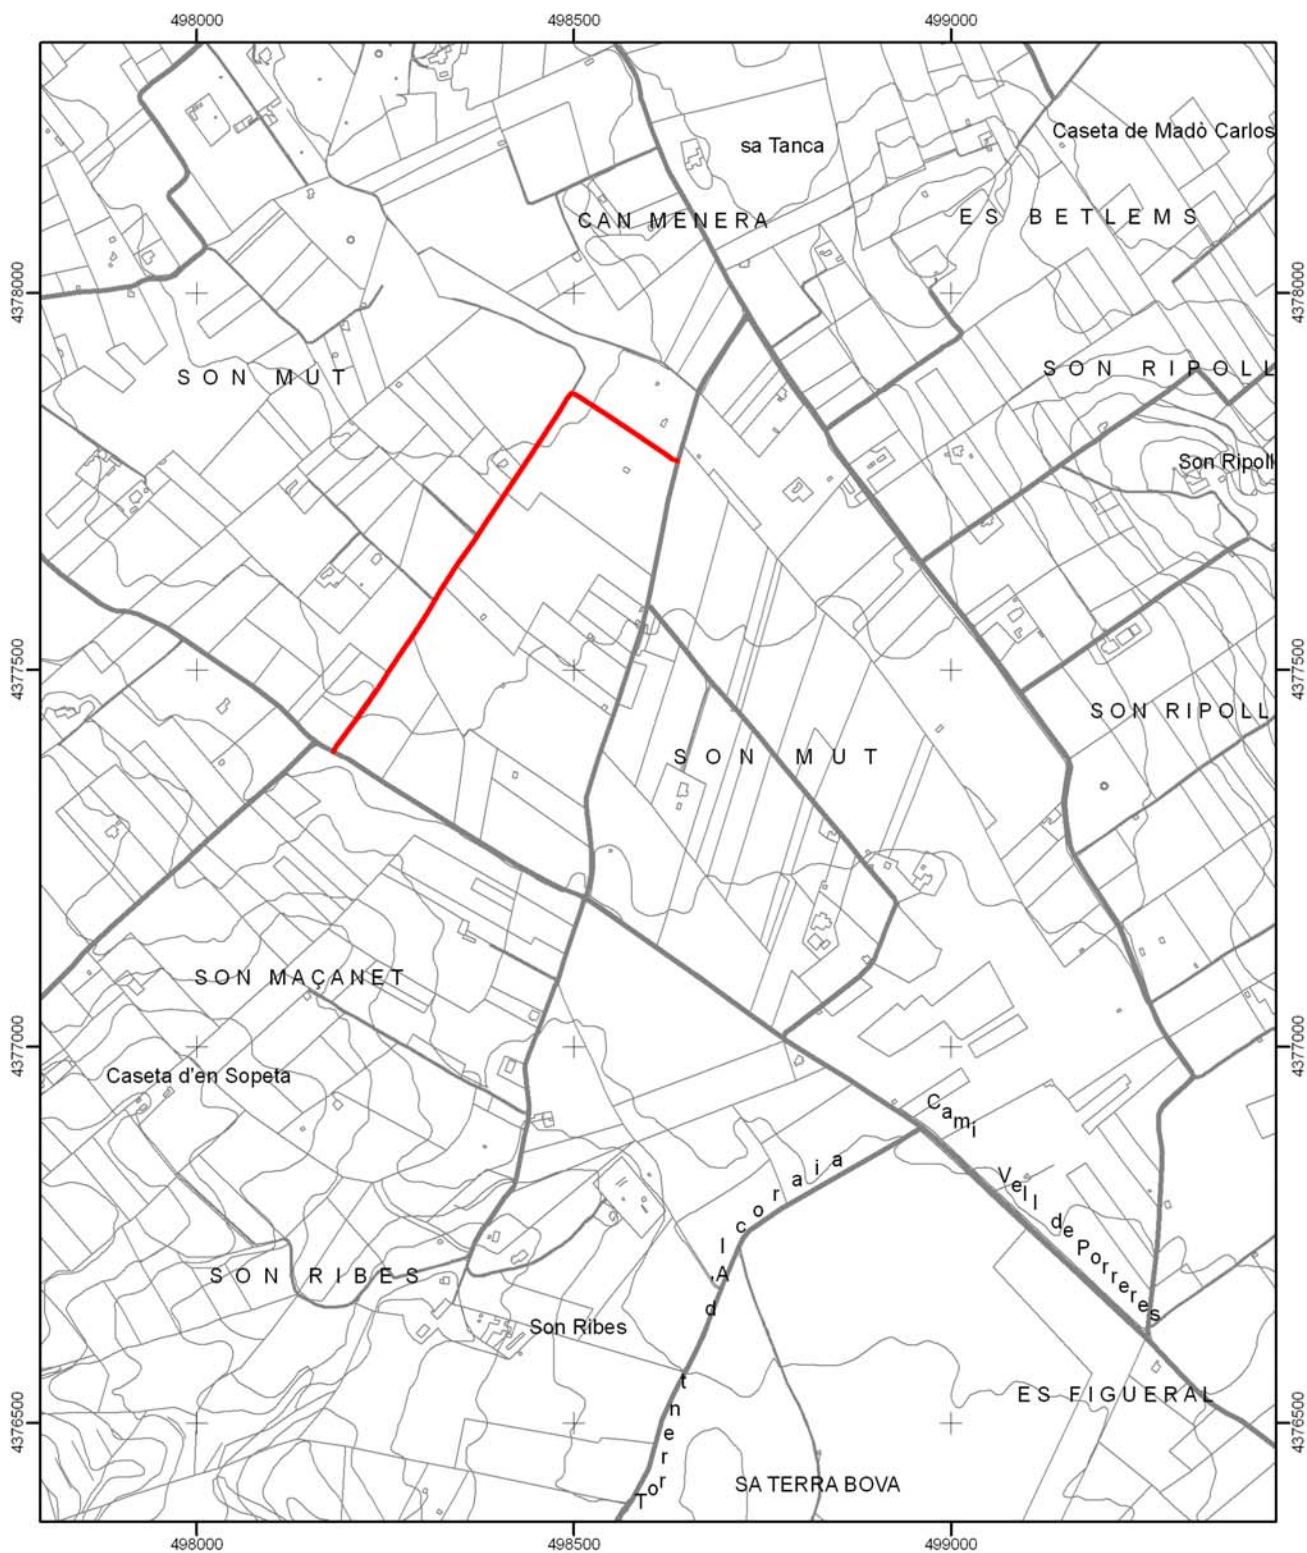 498000
498500
499000
sa Tanca
Caseta de Madò Carlos
CAN MENERA
ES BETLEMS
4378000
4378000
SON MUT
SON RIPOLL
Son Ripoll
4377500
4377500
SON RIPOLL
SON MUT
SON MAÇANET
4377000
4377000
Caseta d'en Sopeta
Camí Vell de Porreres
Torrent d'Alcoraia
SON RIBES
Son Ribes
ES FIGUERAL
4376500
4376500
SA TERRA BOVA
498000
498500
499000